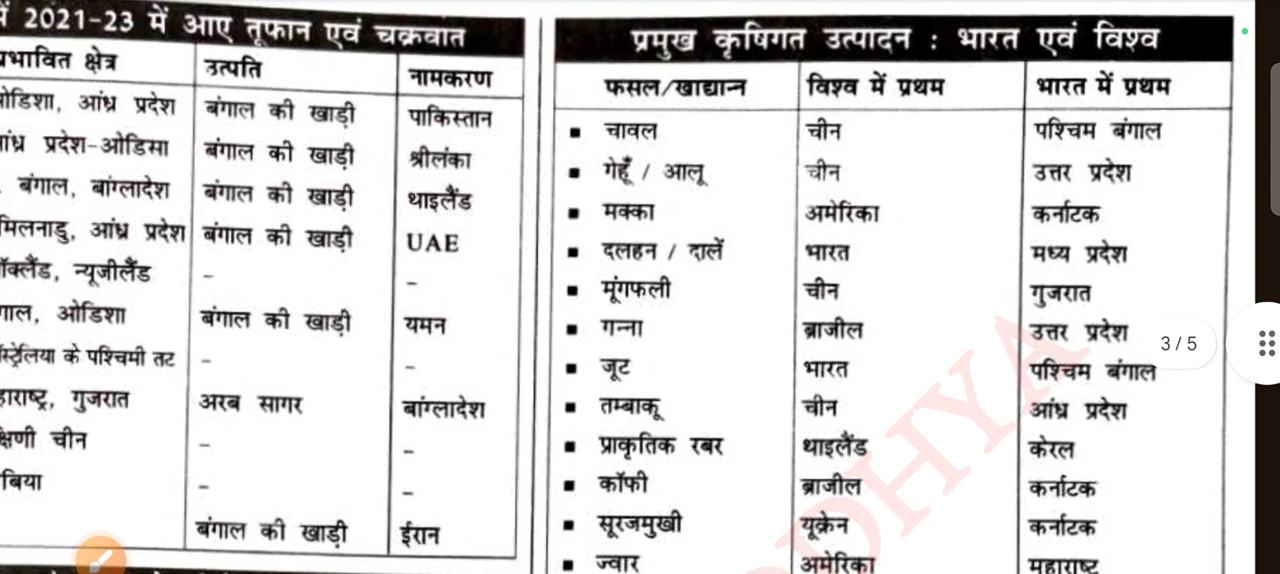 में 2021-23 में आए तूफान एवं चक्रवात
प्रभावित क्षेत्र उत्पति नामकरण
ओडिशा, आंध्र प्रदेश बंगाल की खाड़ी पाकिस्तान
आंध्र प्रदेश-ओडिसा बंगाल की खाड़ी श्रीलंका
बंगाल, बांग्लादेश बंगाल की खाड़ी थाइलैंड
मिलनाडु, आंध्र प्रदेश बंगाल की खाड़ी UAE
ऑक्लैंड, न्यूजीलैंड – –
गाल, ओडिशा बंगाल की खाड़ी यमन
स्ट्रेलिया के पश्चिमी तट – –
हाराष्ट्र, गुजरात अरब सागर बांग्लादेश
क्षिणी चीन – –
बिया – –
बंगाल की खाड़ी ईरान
प्रमुख कृषिगत उत्पादन : भारत एवं विश्व
फसल/खाद्यान्न विश्व में प्रथम भारत में प्रथम
▪ चावल चीन पश्चिम बंगाल
▪ गेहूँ / आलू चीन उत्तर प्रदेश
▪ मक्का अमेरिका कर्नाटक
▪ दलहन / दालें भारत मध्य प्रदेश
▪ मूंगफली चीन गुजरात
▪ गन्ना ब्राजील उत्तर प्रदेश
▪ जूट भारत पश्चिम बंगाल
▪ तम्बाकू चीन आंध्र प्रदेश
▪ प्राकृतिक रबर थाइलैंड केरल
▪ कॉफी ब्राजील कर्नाटक
▪ सूरजमुखी यूक्रेन कर्नाटक
▪ ज्वार अमेरिका महाराष्ट्र
3 / 5
DHYA